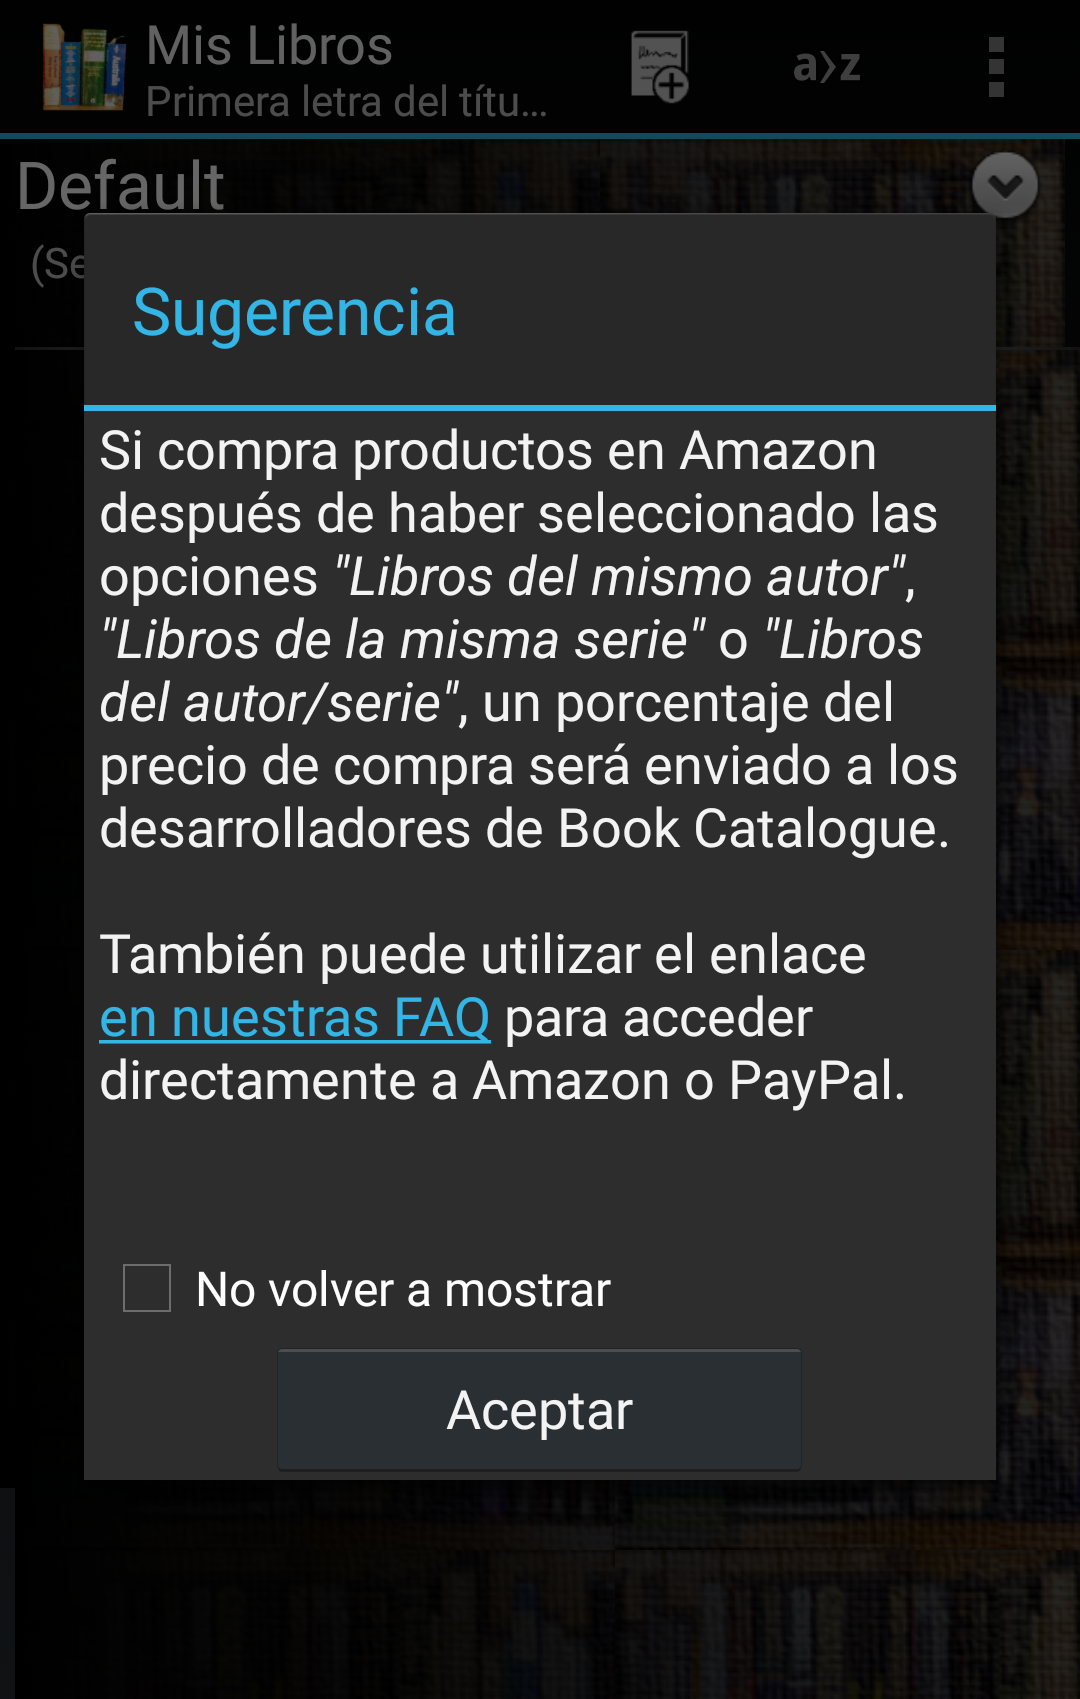 Mis Libros
Primera letra del títu...
a›z
Default
(Se
Sugerencia
Si compra productos en Amazon
después de haber seleccionado las
opciones "Libros del mismo autor",
"Libros de la misma serie" o "Libros
del autor/serie", un porcentaje del
precio de compra será enviado a los
desarrolladores de Book Catalogue.
También puede utilizar el enlace
en nuestras FAQ para acceder
directamente a Amazon o PayPal.
No volver a mostrar
Aceptar